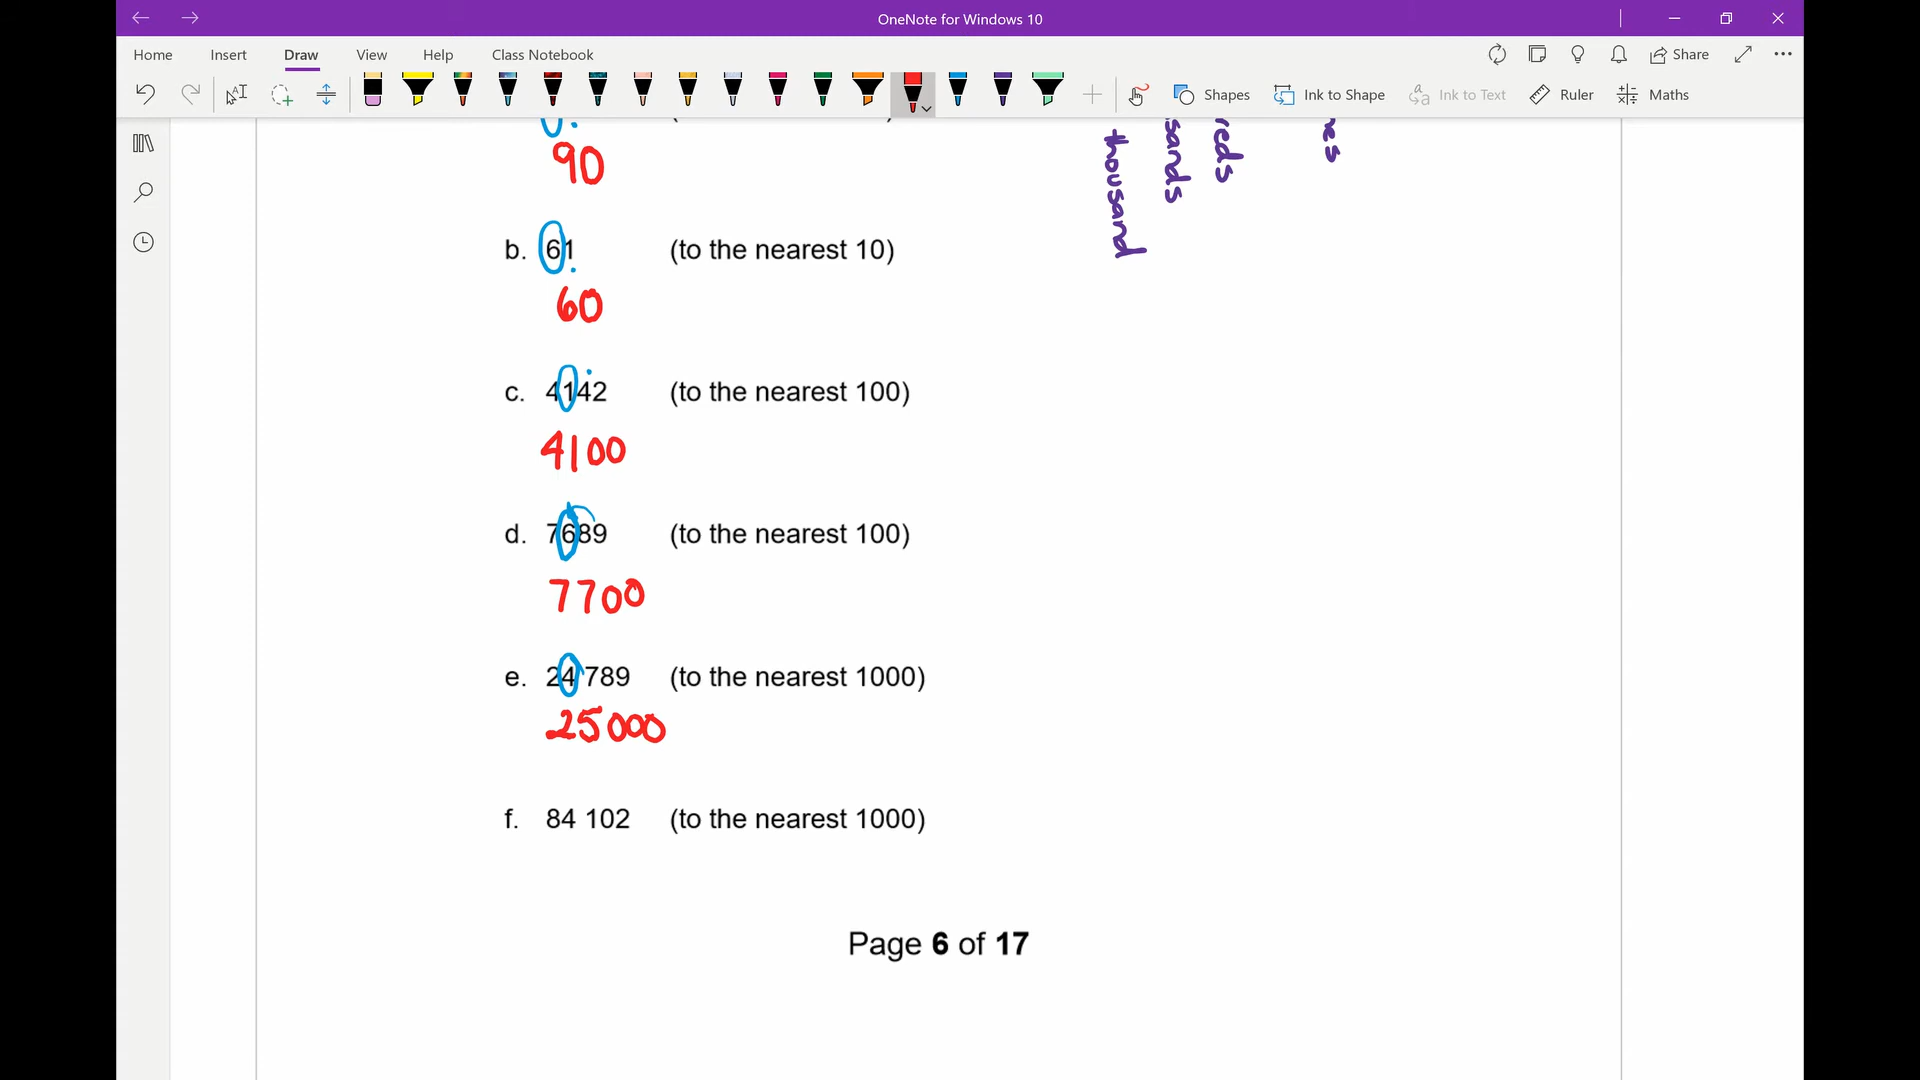 OneNote for Windows 10
Home Insert Draw View Help Class Notebook Share
Shapes Ink to Shape Ink to Text Ruler Maths
90
thousand
b. 61 (to the nearest 10)
60
c. 4142 (to the nearest 100)
4100
d. 7689 (to the nearest 100)
7700
e. 24 789 (to the nearest 1000)
25000
f. 84 102 (to the nearest 1000)
Page 6 of 17